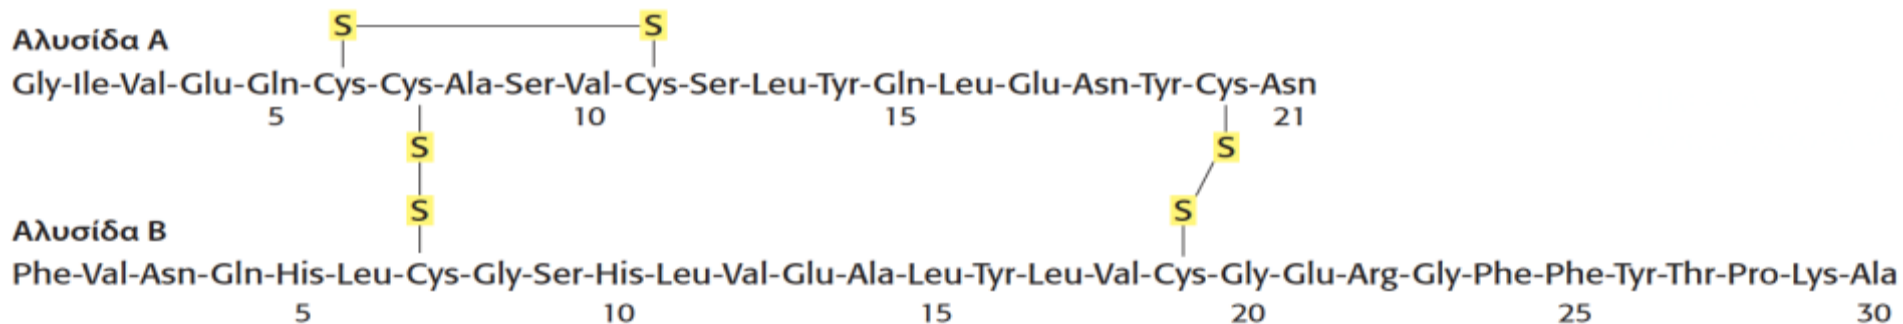 S S
Αλυσίδα A
Gly-Ile-Val-Glu-Gln-Cys-Cys-Ala-Ser-Val-Cys-Ser-Leu-Tyr-Gln-Leu-Glu-Asn-Tyr-Cys-Asn
5 10 15 21
S S
S S
Αλυσίδα B
Phe-Val-Asn-Gln-His-Leu-Cys-Gly-Ser-His-Leu-Val-Glu-Ala-Leu-Tyr-Leu-Val-Cys-Gly-Glu-Arg-Gly-Phe-Phe-Tyr-Thr-Pro-Lys-Ala
5 10 15 20 25 30